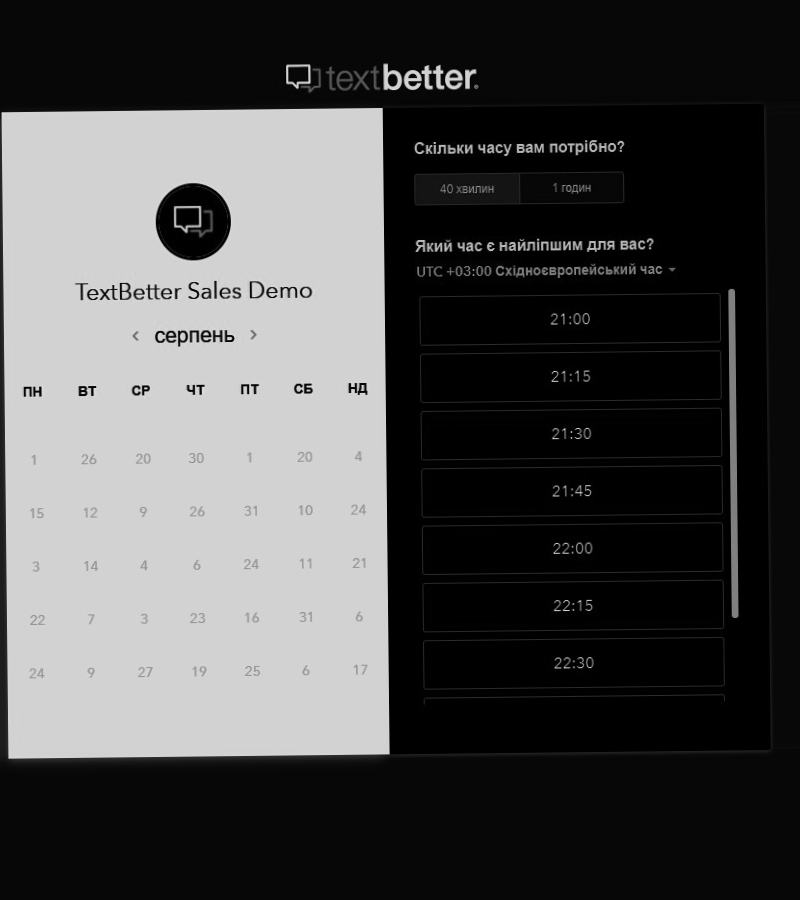 textbetter
TextBetter Sales Demo
серпень
ПН ВТ СР ЧТ ПТ СБ НД
1 26 20 30 1 20 4
15 12 9 26 31 10 24
3 14 4 6 24 11 21
22 7 3 23 16 31 6
24 9 27 19 25 6 17
Скільки часу вам потрібно?
40 хвилин 1 годин
Який час є найліпшим для вас?
UTC +03:00 Східноєвропейський час
21:00
21:15
21:30
21:45
22:00
22:15
22:30